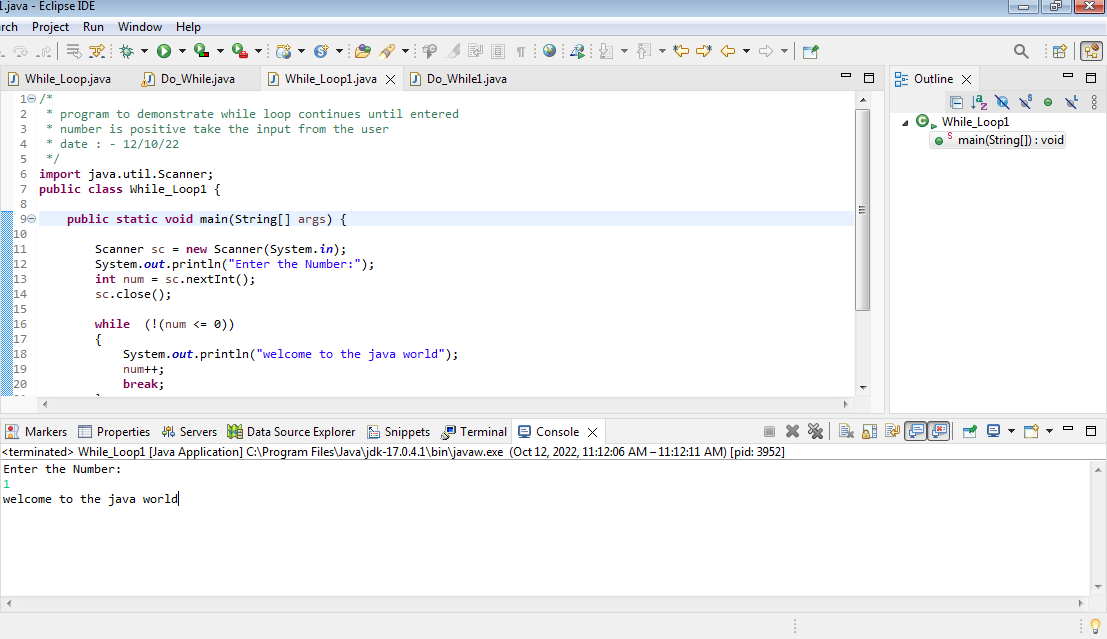 1.java - Eclipse IDE
rch Project Run Window Help
While_Loop.java Do_While.java While_Loop1.java Do_While1.java
Outline
1 /*
2 * program to demonstrate while loop continues until entered
3 * number is positive take the input from the user
4 * date : - 12/10/22
5 */
6 import java.util.Scanner;
7 public class While_Loop1 {
8
9 public static void main(String[] args) {
10
11 Scanner sc = new Scanner(System.in);
12 System.out.println("Enter the Number:");
13 int num = sc.nextInt();
14 sc.close();
15
16 while  (!(num <= 0))
17 {
18 System.out.println("welcome to the java world");
19 num++;
20 break;
While_Loop1
main(String[]) : void
Markers Properties Servers Data Source Explorer Snippets Terminal Console
<terminated> While_Loop1 [Java Application] C:\Program Files\Java\jdk-17.0.4.1\bin\javaw.exe (Oct 12, 2022, 11:12:06 AM – 11:12:11 AM) [pid: 3952]
Enter the Number:
1
welcome to the java world